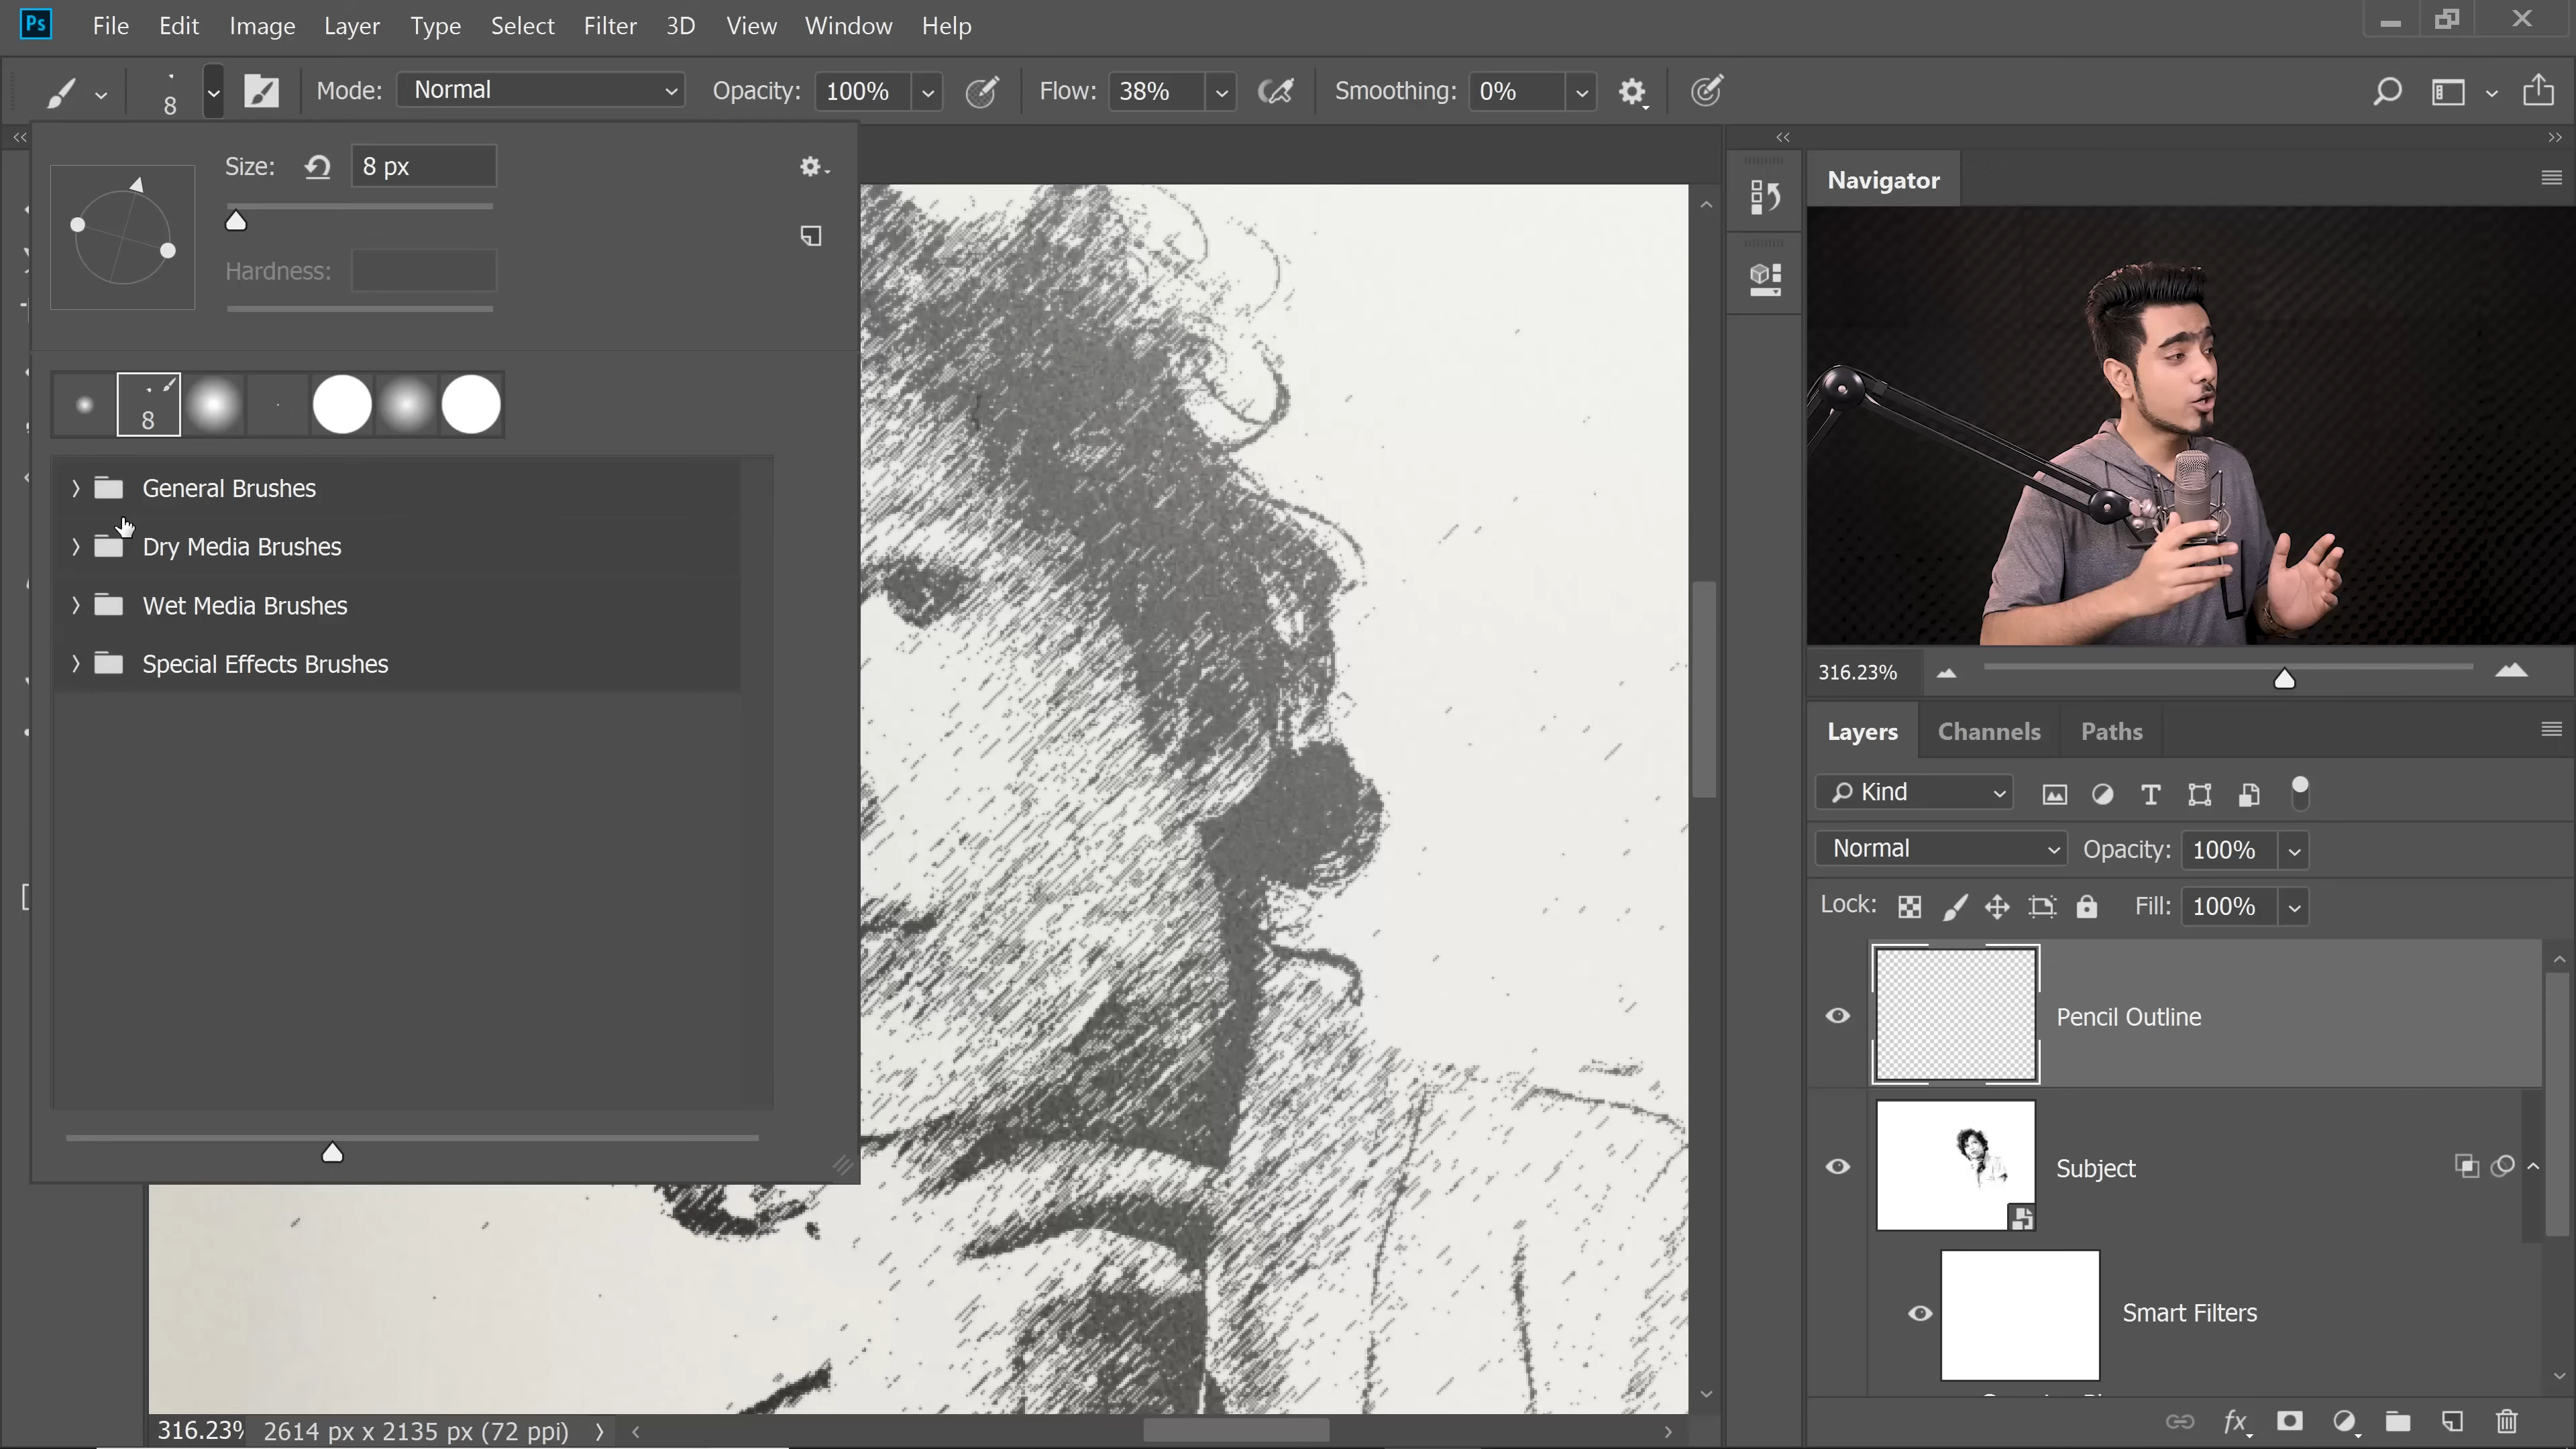 Ps File Edit Image Layer Type Select Filter 3D View Window Help
8 Mode: Normal Opacity: 100% Flow: 38% Smoothing: 0%
Size: 8 px
Hardness:
8
General Brushes
Dry Media Brushes
Wet Media Brushes
Special Effects Brushes
316.23% 2614 px x 2135 px (72 ppi)
Navigator
316.23%
Layers Channels Paths
Kind
Normal Opacity: 100%
Lock: Fill: 100%
Pencil Outline
Subject
Smart Filters
fx